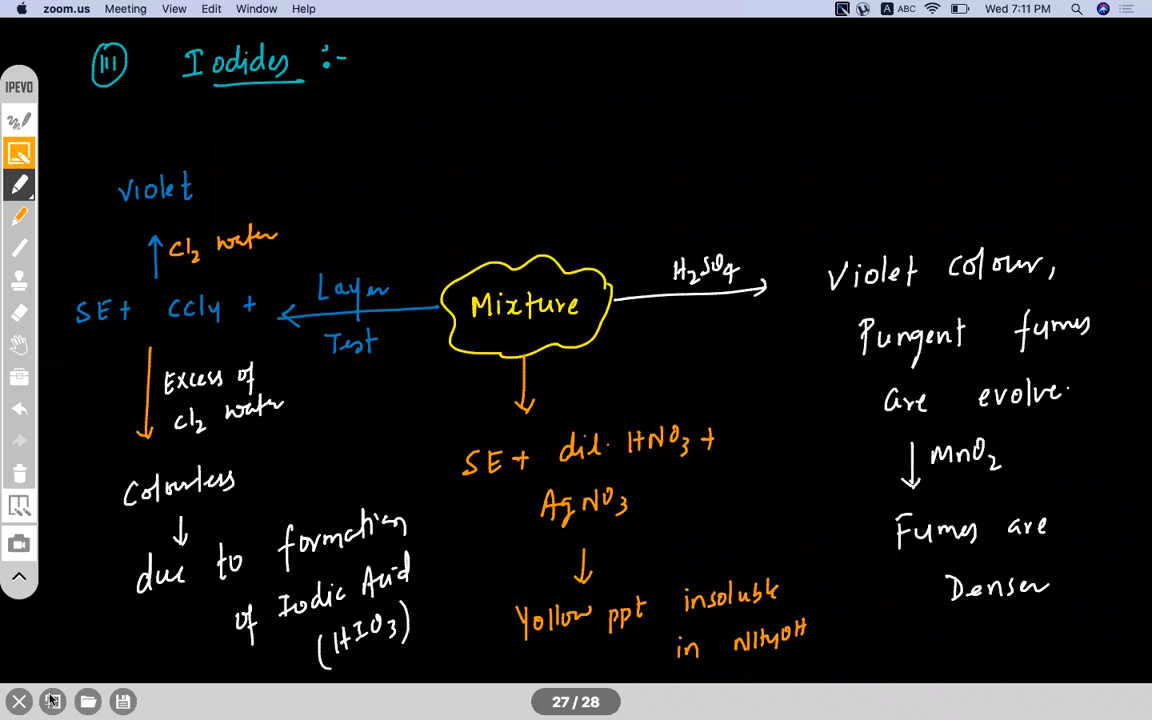 zoom.us Meeting View Edit Window Help
A ABC Wed 7:11 PM
IPEVO
III Iodides :-
Violet
Cl2 water
SE + CCl4 +
Layer
Test
Excess of
Cl2 water
Colourless
due to formation
of Iodic Acid
(HIO3)
Mixture
SE + dil. HNO3 +
AgNO3
Yollow ppt insoluble
in NH4OH
H2SO4
Violet colour,
Pungent fumes
are evolve.
MnO2
Fumes are
Denser
27 / 28